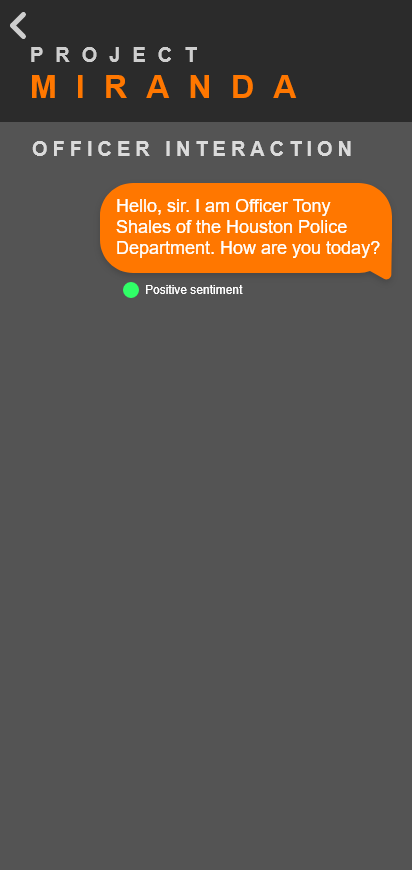 PROJECT
MIRANDA
OFFICER INTERACTION
Hello, sir. I am Officer Tony
Shales of the Houston Police
Department. How are you today?
Positive sentiment